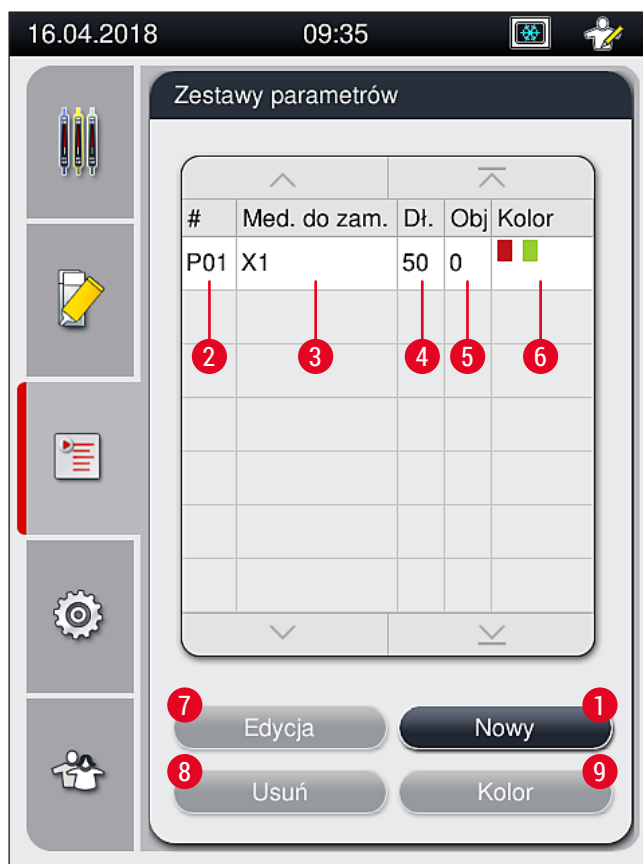 16.04.2018 09:35
Zestawy parametrów
# Med. do zam. Dł. Obj Kolor
P01 X1 50 0
2 3 4 5 6
7 1
Edycja Nowy
8 9
Usuń Kolor